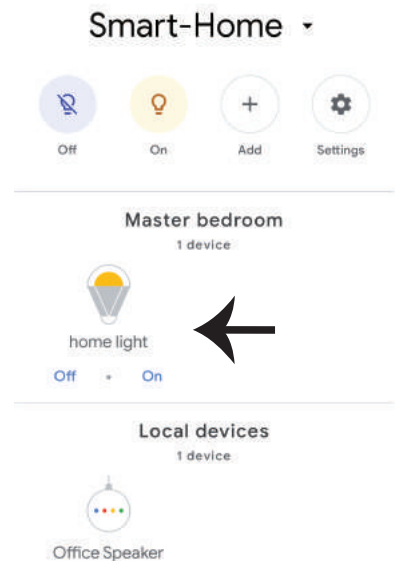 Smart-Home
Off On Add Settings
Master bedroom
1 device
home light
Off • On
Local devices
1 device
Office Speaker